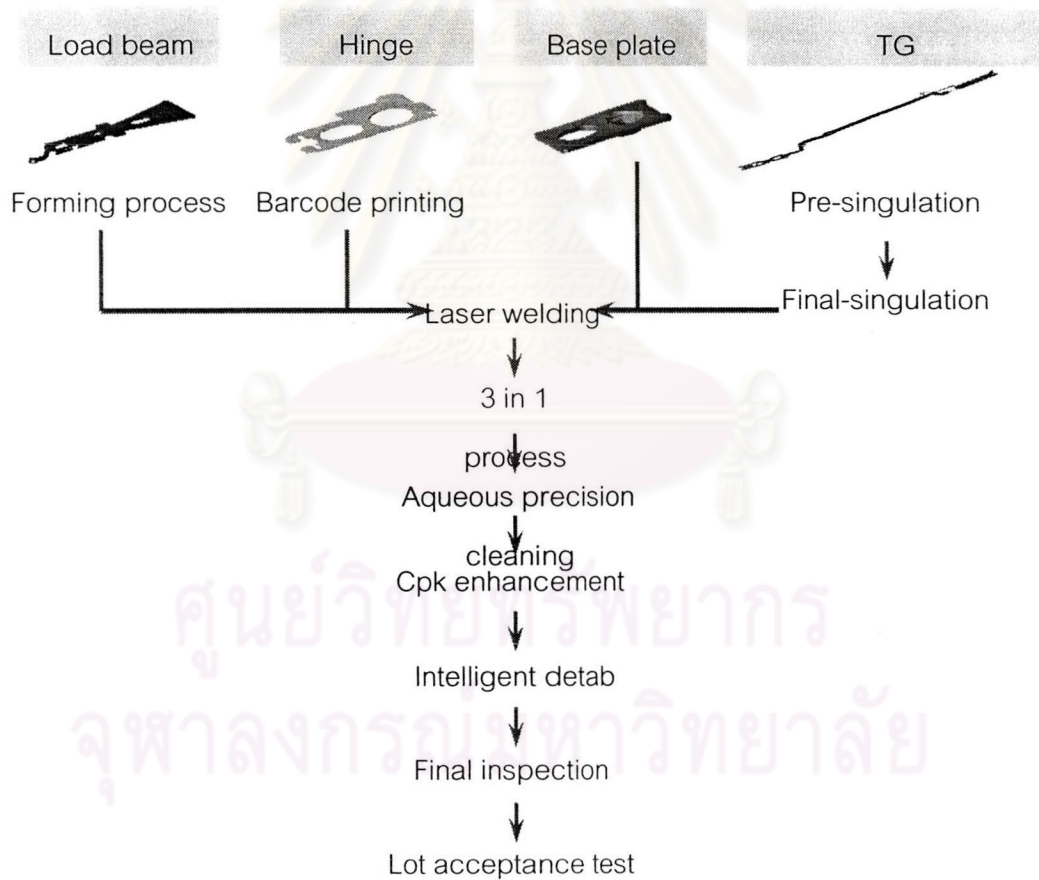 Load beam
Hinge
Base plate
TG
Forming process
Barcode printing
Pre-singulation
Final-singulation
Laser welding
3 in 1
process
Aqueous precision
cleaning
Cpk enhancement
ศูนย์วิทยทรัพยากร
Intelligent detab
จุฬาลงกรณ์มหาวิทยาลัย
Final inspection
Lot acceptance test